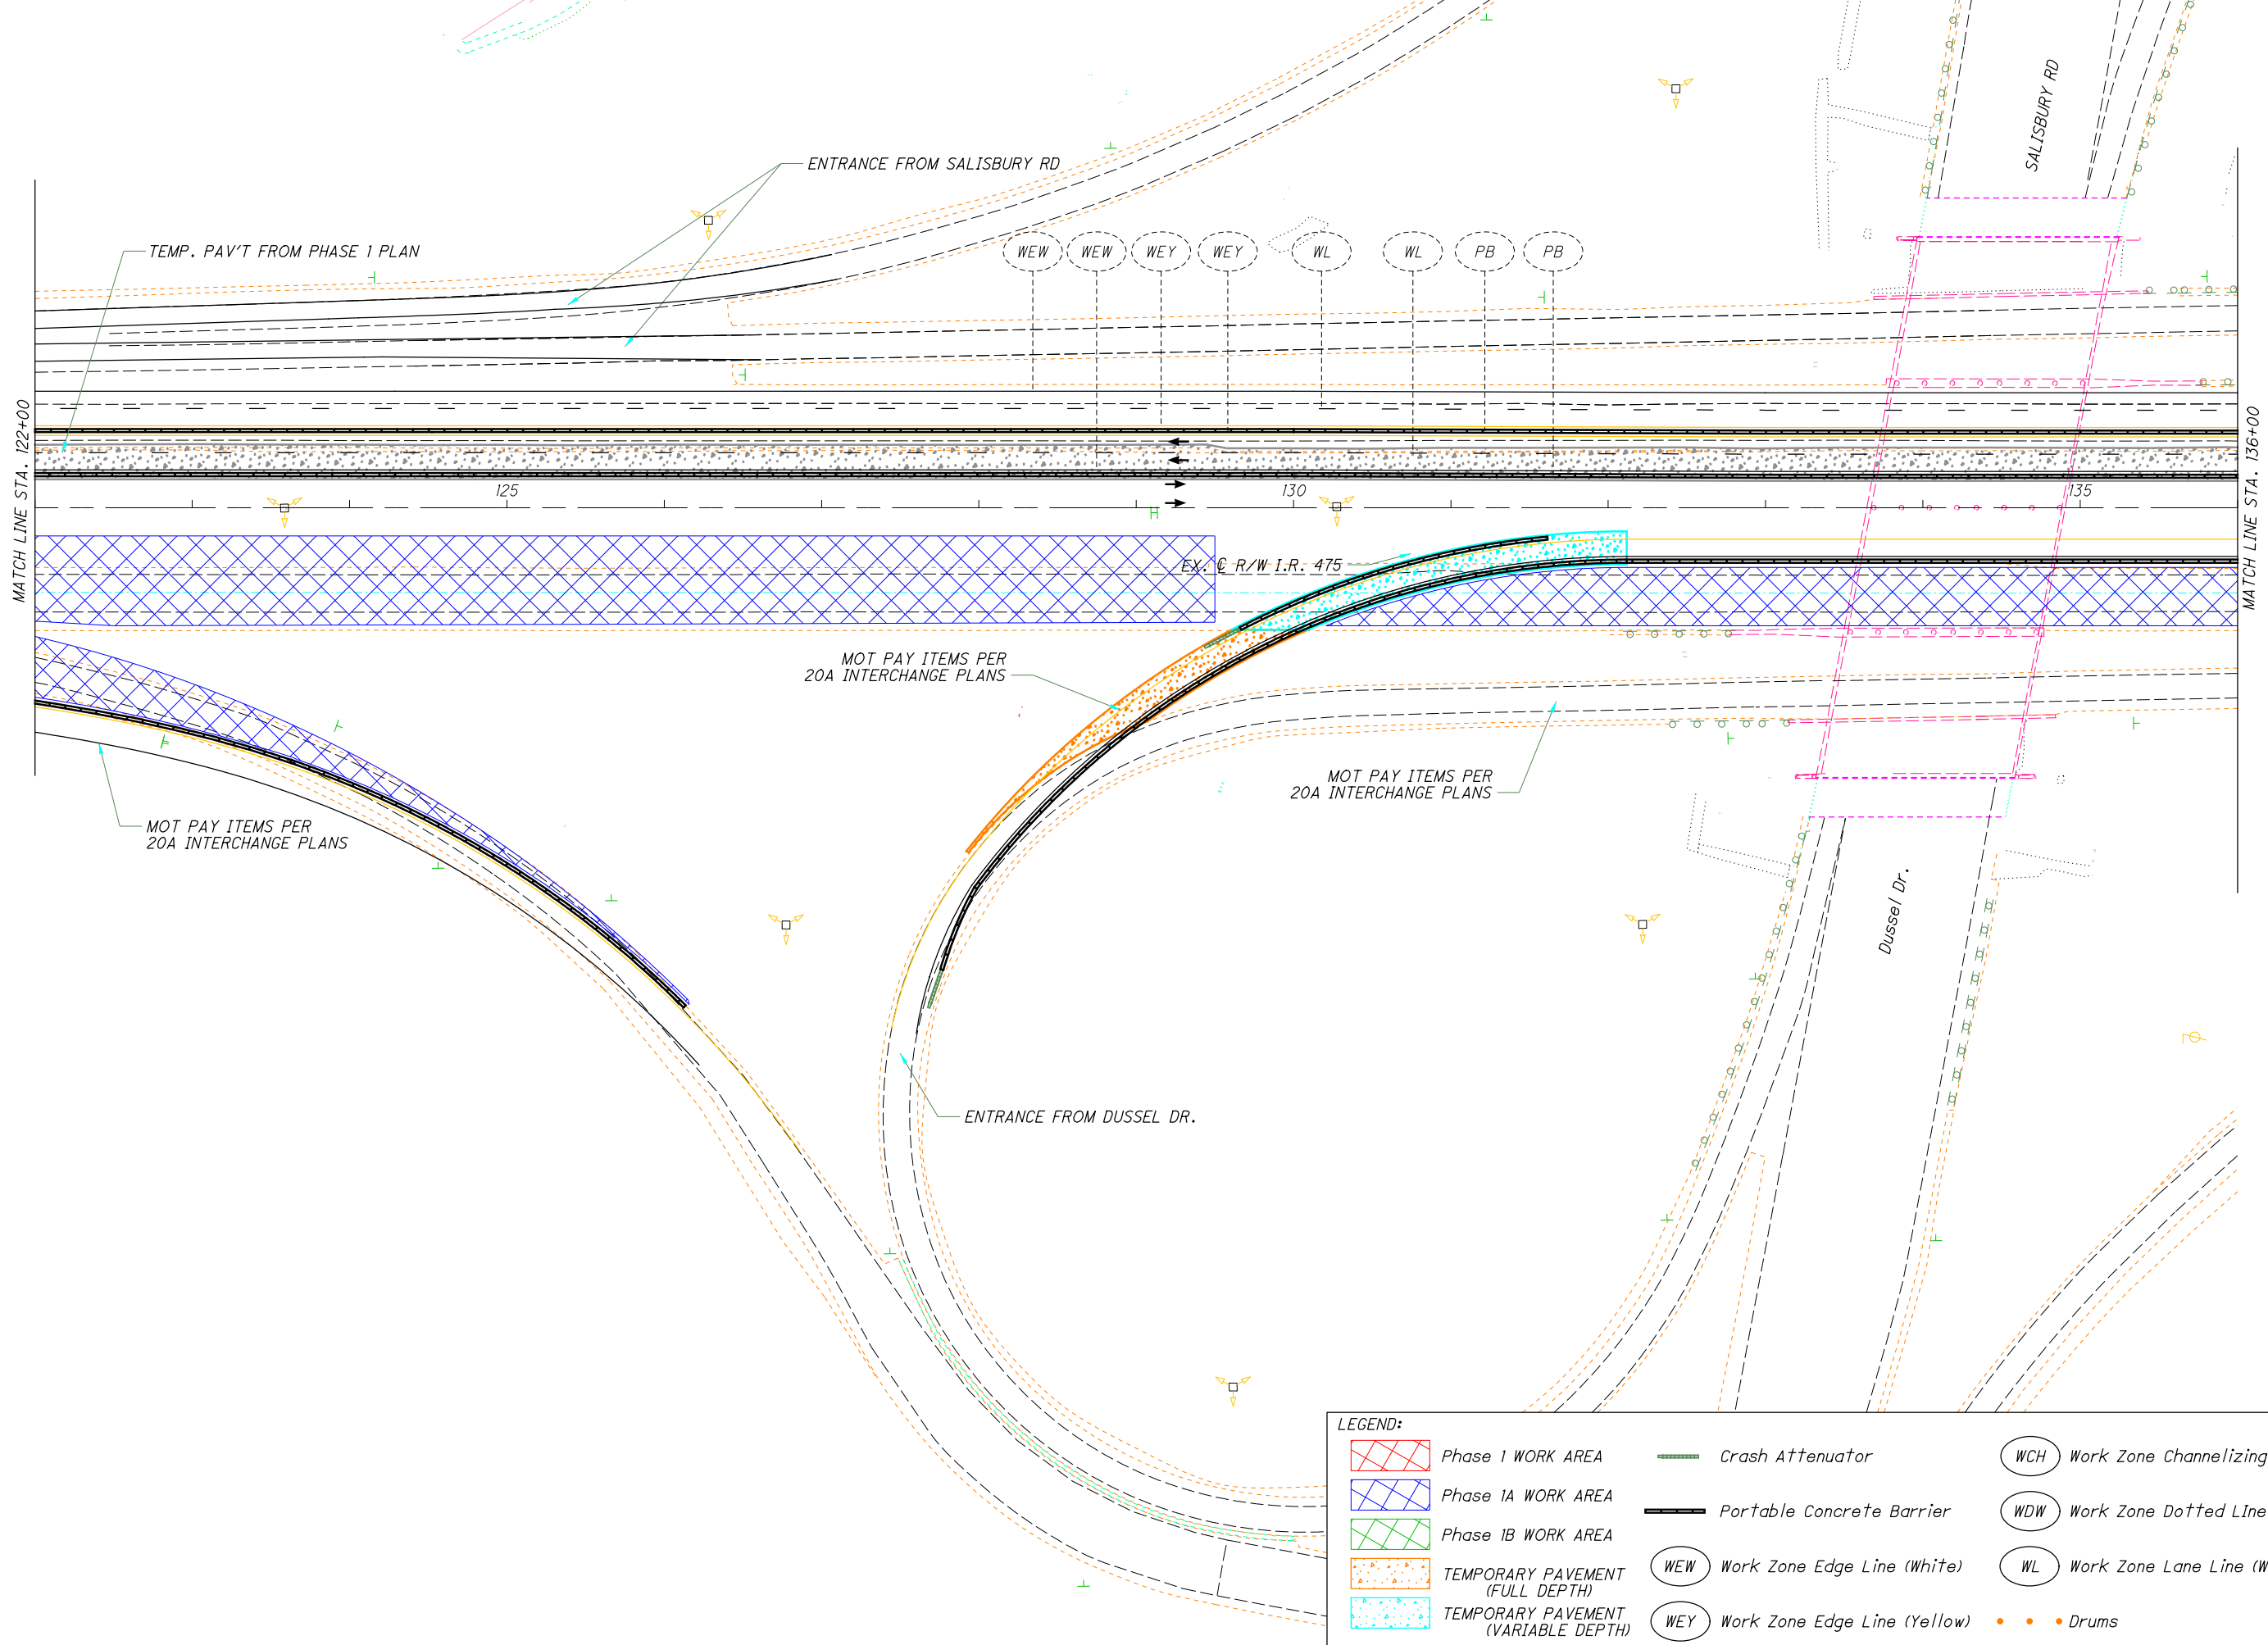 SALISBURY RD
ENTRANCE FROM SALISBURY RD
TEMP. PAV'T FROM PHASE 1 PLAN
WEW WEW WEY WEY WL WL PB PB
MATCH LINE STA. 122+00
MATCH LINE STA. 136+00
125 130 135
EX. ℄ R/W I.R. 475
MOT PAY ITEMS PER
20A INTERCHANGE PLANS
MOT PAY ITEMS PER
20A INTERCHANGE PLANS
MOT PAY ITEMS PER
20A INTERCHANGE PLANS
Dussel Dr.
ENTRANCE FROM DUSSEL DR.
LEGEND:
Phase 1 WORK AREA
Phase 1A WORK AREA
Phase 1B WORK AREA
TEMPORARY PAVEMENT
(FULL DEPTH)
TEMPORARY PAVEMENT
(VARIABLE DEPTH)
Crash Attenuator
Portable Concrete Barrier
WEW Work Zone Edge Line (White)
WEY Work Zone Edge Line (Yellow)
WCH Work Zone Channelizing
WDW Work Zone Dotted LIne
WL Work Zone Lane Line (W
Drums